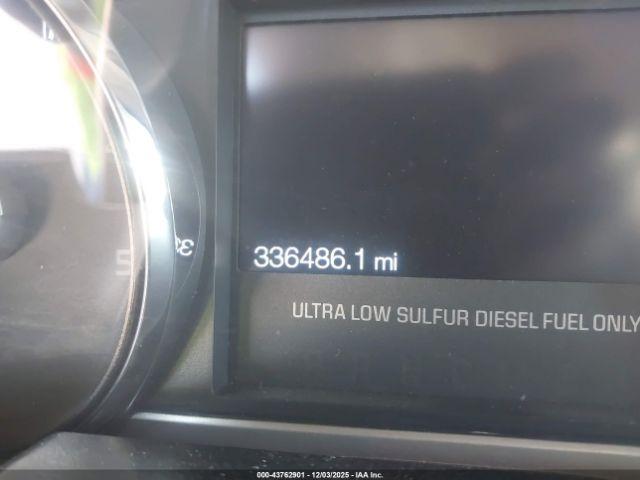 336486.1 mi
ULTRA LOW SULFUR DIESEL FUEL ONLY
000-43762901 - 12/03/2025 - IAA Inc.